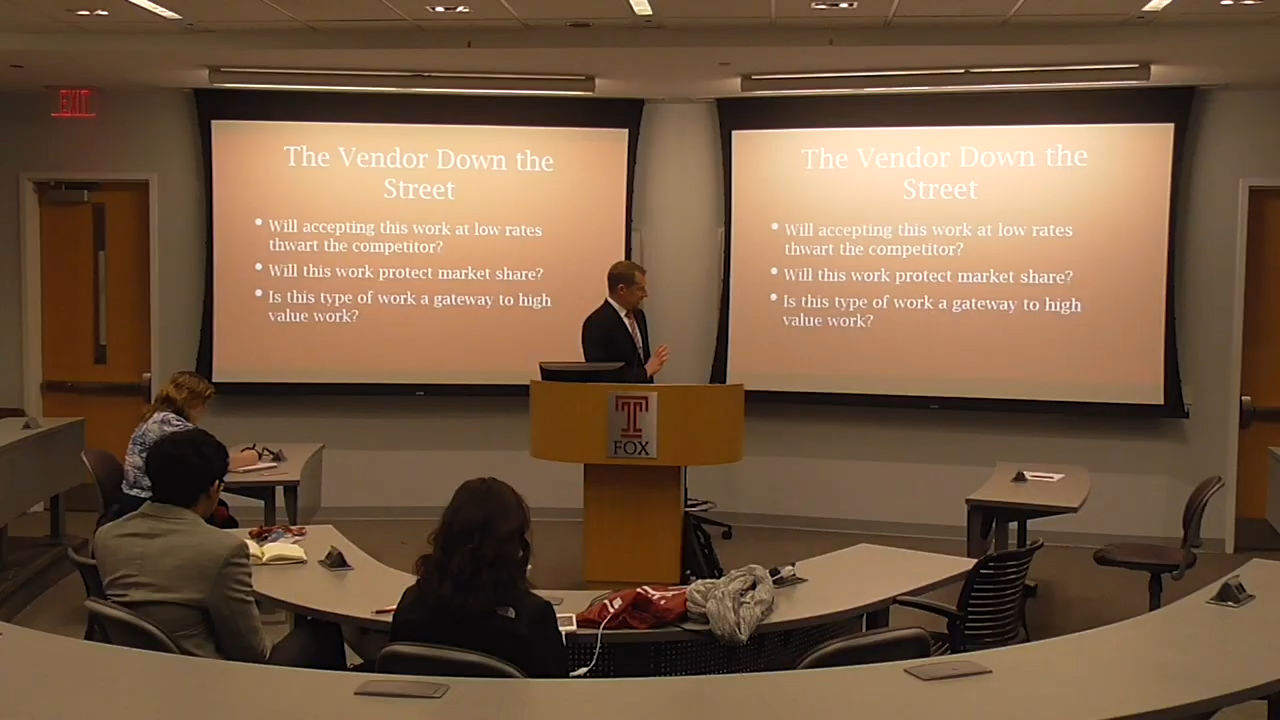 EXIT
The Vendor Down the
Street
• Will accepting this work at low rates
thwart the competitor?
• Will this work protect market share?
• Is this type of work a gateway to high
value work?
The Vendor Down the
Street
• Will accepting this work at low rates
thwart the competitor?
• Will this work protect market share?
• Is this type of work a gateway to high
value work?
T
FOX